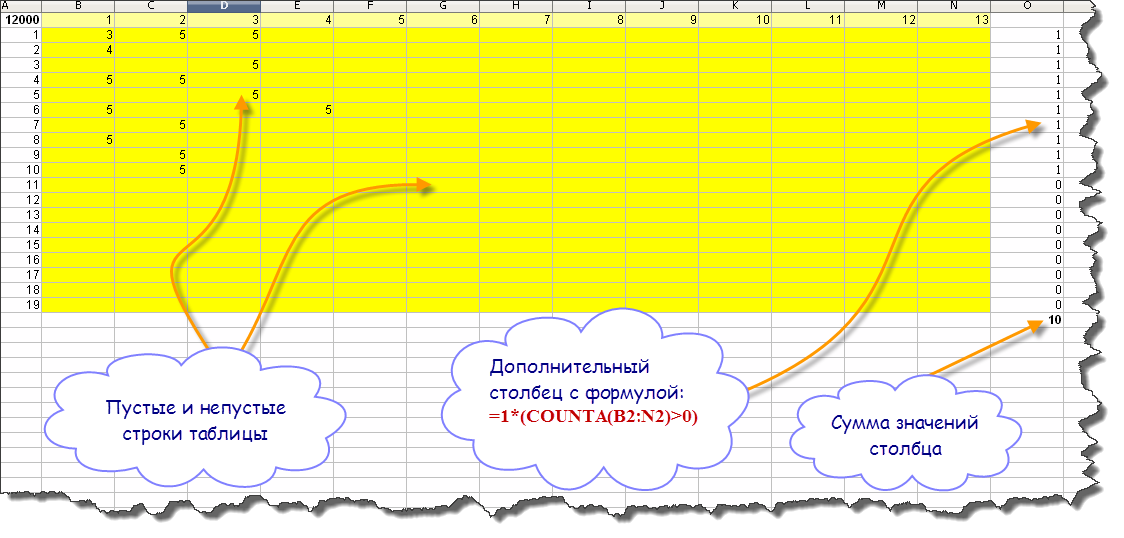 A B C D E F G H I J K L M N O
12000 1 2 3 4 5 6 7 8 9 10 11 12 13
1 3 5 5 1
2 4 1
3 5 1
4 5 5 1
5 5 1
6 5 5 1
7 5 1
8 5 1
9 5 1
10 5 1
11 0
12 0
13 0
14 0
15 0
16 0
17 0
18 0
19 0
10
Пустые и непустые
строки таблицы
Дополнительный
столбец с формулой:
=1*(COUNTA(B2:N2)>0)
Сумма значений
столбца